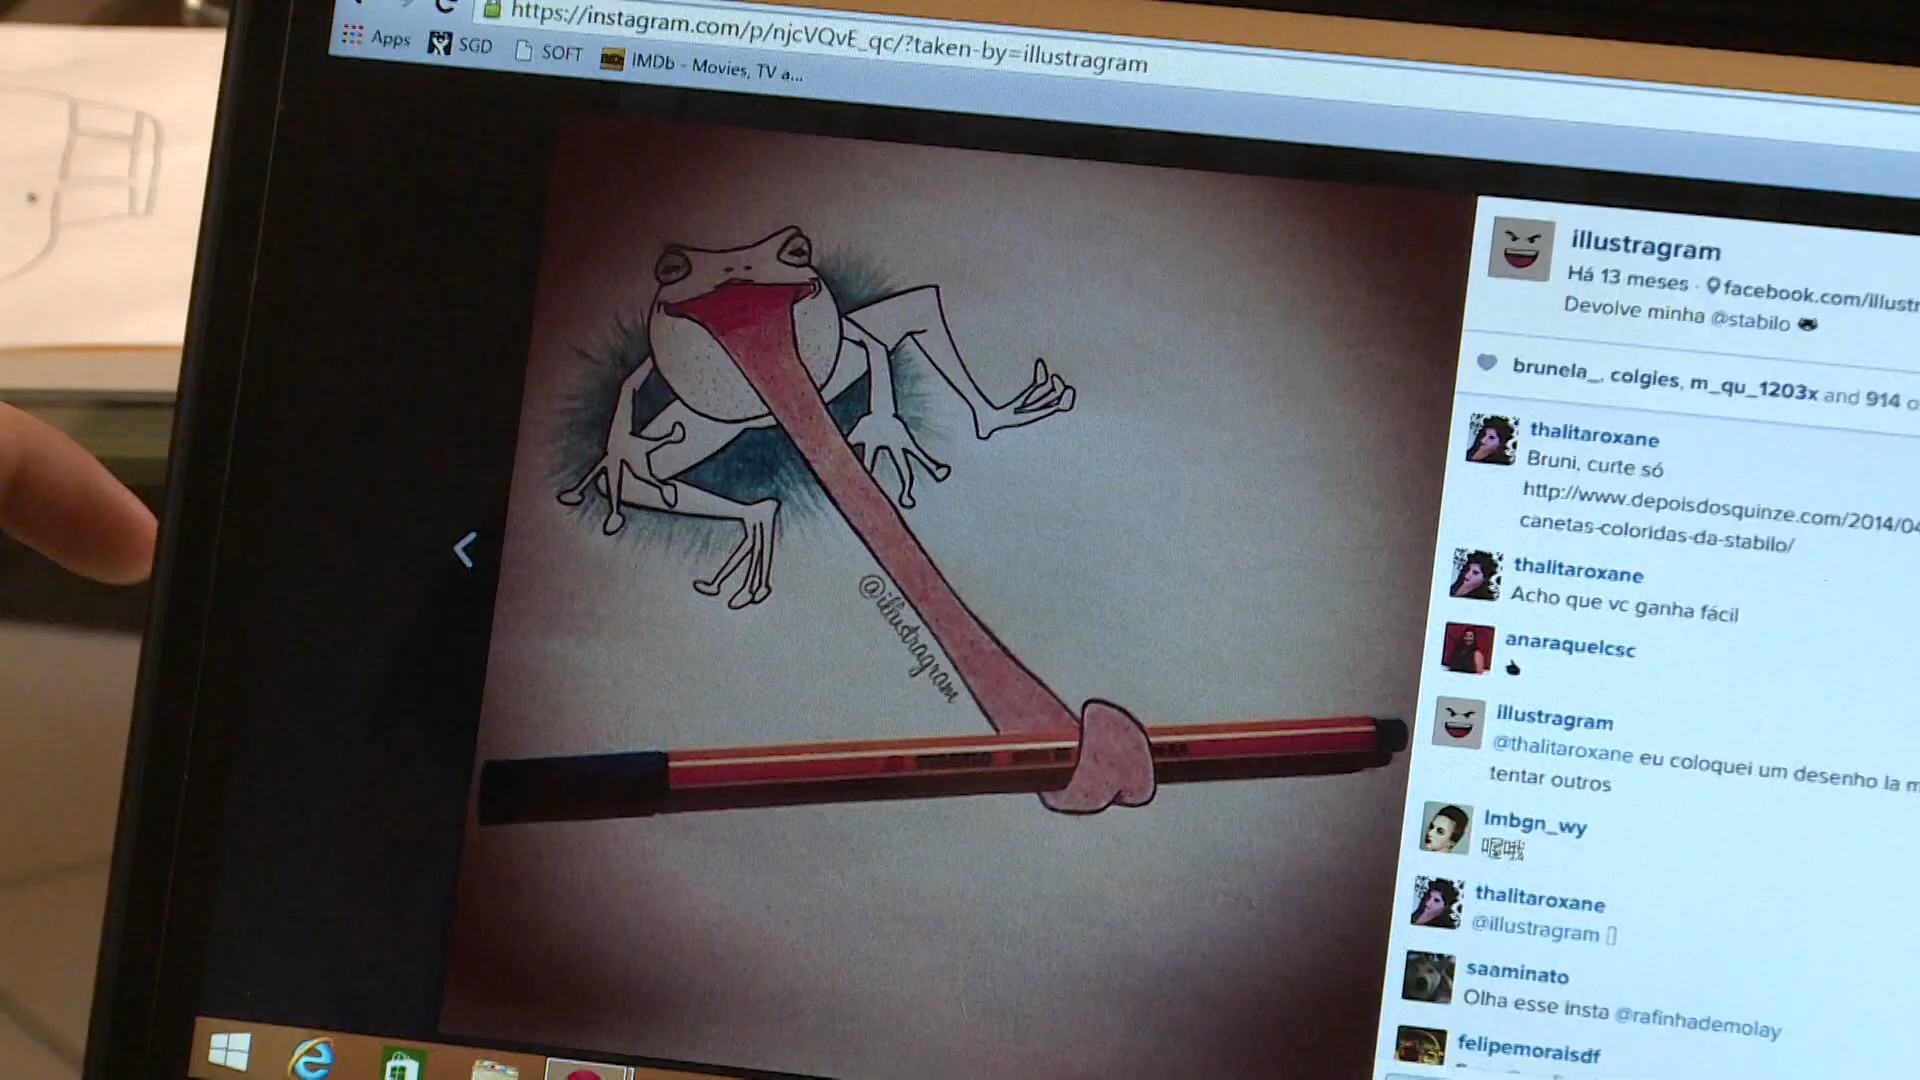 https://instagram.com/p/njcVQvE_qc/?taken-by=illustragram
Apps SGD SOFT IMDb - Movies, TV a...
illustragram
Há 13 meses · facebook.com/illustr
Devolve minha @stabilo
brunela_, colgies, m_qu_1203x and 914 o
thalitaroxane
Bruni, curte só
http://www.depoisdosquinze.com/2014/04
canetas-coloridas-da-stabilo/
thalitaroxane
Acho que vc ganha fácil
anaraquelcsc
illustragram
@thalitaroxane eu coloquei um desenho la m
tentar outros
lmbgn_wy
喔哦
thalitaroxane
@illustragram
saaminato
Olha esse insta @rafinhademolay
felipemoraisdf
@illustragram